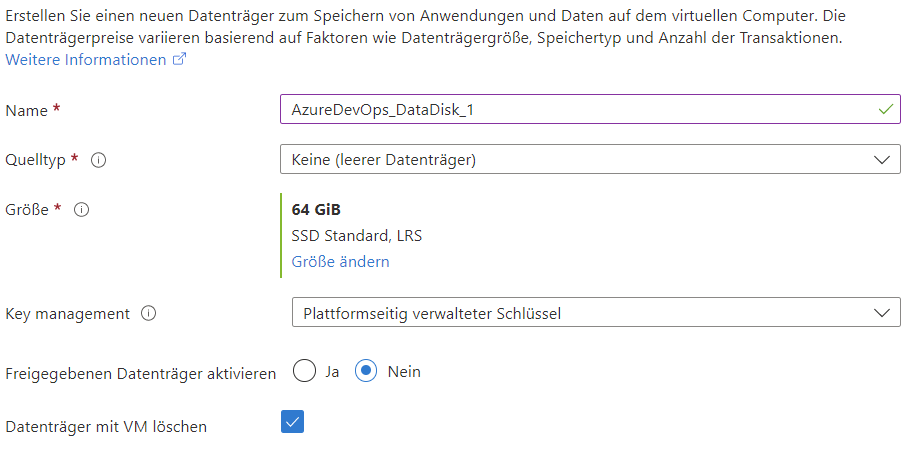 Erstellen Sie einen neuen Datenträger zum Speichern von Anwendungen und Daten auf dem virtuellen Computer. Die
Datenträgerpreise variieren basierend auf Faktoren wie Datenträgergröße, Speichertyp und Anzahl der Transaktionen.
Weitere Informationen
Name *
AzureDevOps_DataDisk_1
Quelltyp *
Keine (leerer Datenträger)
Größe *
64 GiB
SSD Standard, LRS
Größe ändern
Key management
Plattformseitig verwalteter Schlüssel
Freigegebenen Datenträger aktivieren
Ja
Nein
Datenträger mit VM löschen